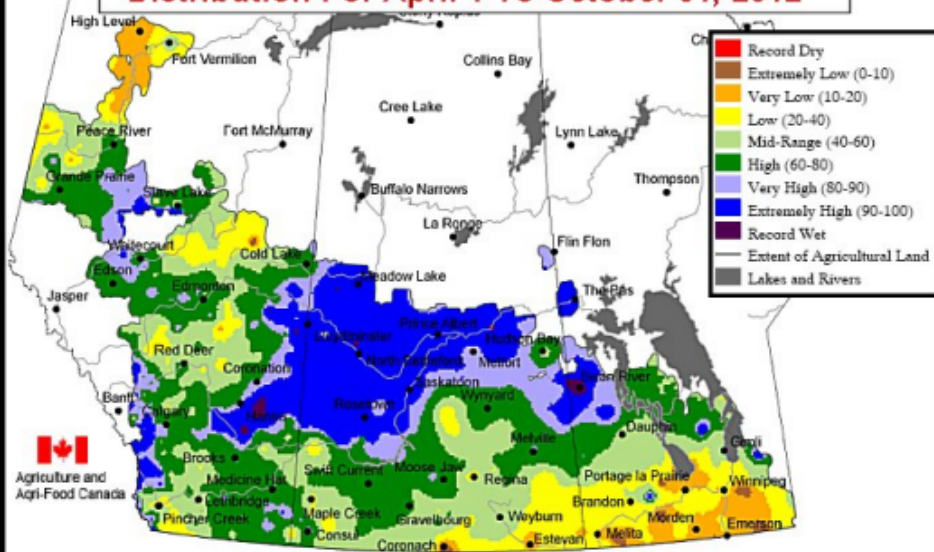 Distribution For April 1 To October 31, 2012
High Level
Fort Vermilion
Collins Bay
Cree Lake
Peace River
Fort McMurray
Lynn Lake
Grande Prairie
Slave Lake
Buffalo Narrows
Thompson
La Ronge
Flin Flon
Whitecourt
Cold Lake
Meadow Lake
Edson
The Pas
Edmonton
Jasper
Lloydminster
Prince Albert
Hudson Bay
Red Deer
North Battleford
Melfort
Swan River
Coronation
Saskatoon
Banff
Wynyard
Calgary
Hanna
Rosetown
Dauphin
Melville
Gimli
Brooks
Swift Current
Moose Jaw
Regina
Portage la Prairie
Winnipeg
Medicine Hat
Lethbridge
Brandon
Pincher Creek
Maple Creek
Gravelbourg
Weyburn
Morden
Emerson
Consul
Coronach
Estevan
Melita
Record Dry
Extremely Low (0-10)
Very Low (10-20)
Low (20-40)
Mid-Range (40-60)
High (60-80)
Very High (80-90)
Extremely High (90-100)
Record Wet
Extent of Agricultural Land
Lakes and Rivers
Agriculture and
Agri-Food Canada